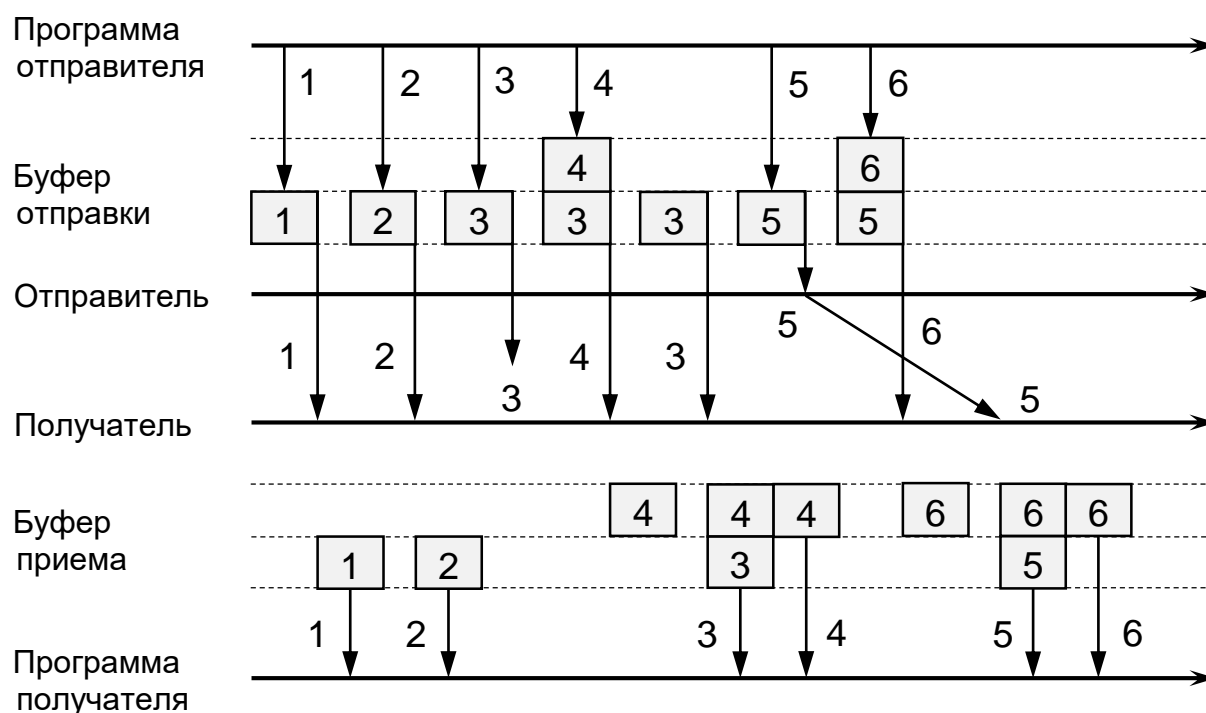 Программа
отправителя
1 2 3 4 5 6
4 6
Буфер
отправки
1 2 3 3 3 5 5
Отправитель
5 6
1 2 4 3
3 5
Получатель
4 4 4 6 6 6
Буфер
приема
1 2 3 5
1 2 3 4 5 6
Программа
получателя